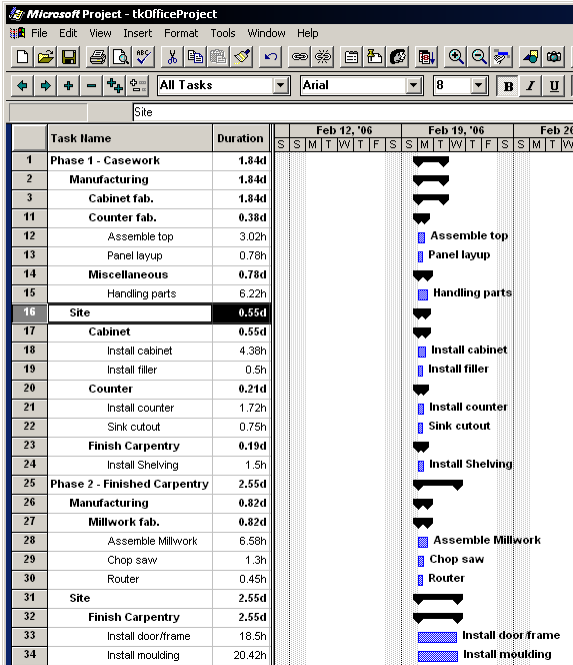 Microsoft Project - tkOfficeProject
File Edit View Insert Format Tools Window Help
ABC
All Tasks Arial 8 B I U
Site
Task Name Duration Feb 12, '06 Feb 19, '06 Feb 26
S S M T W T F S S M T W T F S S M T W
1 Phase 1 - Casework 1.84d
2 Manufacturing 1.84d
3 Cabinet fab. 1.84d
11 Counter fab. 0.38d
12 Assemble top 3.02h Assemble top
13 Panel layup 0.78h Panel layup
14 Miscellaneous 0.78d
15 Handling parts 6.22h Handling parts
16 Site 0.55d
17 Cabinet 0.55d
18 Install cabinet 4.38h Install cabinet
19 Install filler 0.5h Install filler
20 Counter 0.21d
21 Install counter 1.72h Install counter
22 Sink cutout 0.75h Sink cutout
23 Finish Carpentry 0.19d
24 Install Shelving 1.5h Install Shelving
25 Phase 2 - Finished Carpentry 2.55d
26 Manufacturing 0.82d
27 Millwork fab. 0.82d
28 Assemble Millwork 6.58h Assemble Millwork
29 Chop saw 1.3h Chop saw
30 Router 0.45h Router
31 Site 2.55d
32 Finish Carpentry 2.55d
33 Install door/frame 18.5h Install door/frame
34 Install moulding 20.42h Install moulding